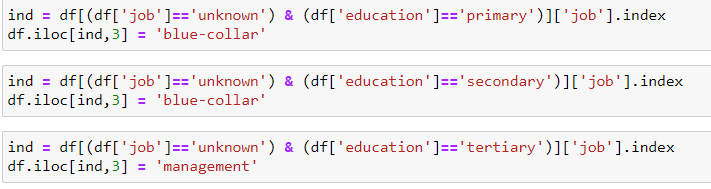 ind = df[(df['job']=='unknown') & (df['education']=='primary')]['job'].index
df.iloc[ind,3] = 'blue-collar'
ind = df[(df['job']=='unknown') & (df['education']=='secondary')]['job'].index
df.iloc[ind,3] = 'blue-collar'
ind = df[(df['job']=='unknown') & (df['education']=='tertiary')]['job'].index
df.iloc[ind,3] = 'management'